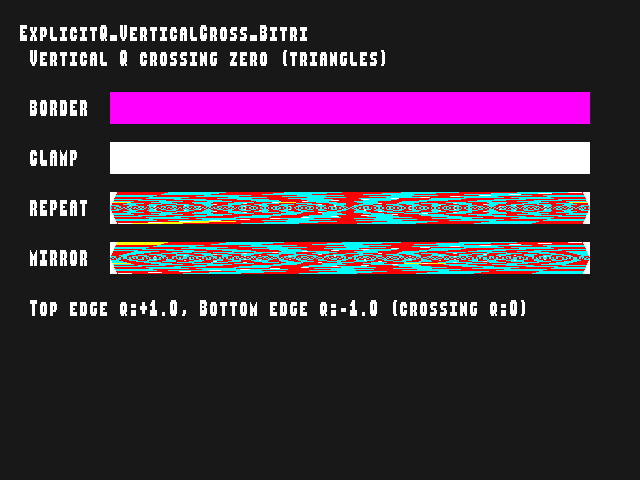 ExplicitQ_VerticalCross_Bitri
Vertical Q crossing zero (triangles)
BORDER
CLAMP
REPEAT
MIRROR
Top edge q:+1.0, Bottom edge q:-1.0 (crossing q:0)